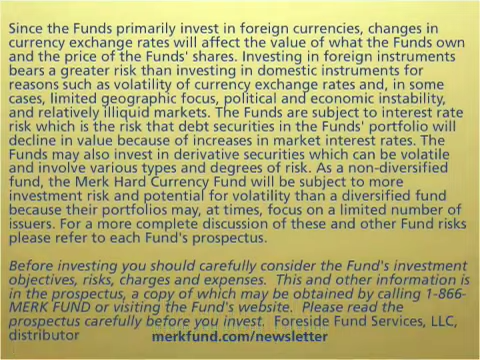 Since the Funds primarily invest in foreign currencies, changes in
currency exchange rates will affect the value of what the Funds own
and the price of the Funds' shares. Investing in foreign instruments
bears a greater risk than investing in domestic instruments for
reasons such as volatility of currency exchange rates and, in some
cases, limited geographic focus, political and economic instability,
and relatively illiquid markets. The Funds are subject to interest rate
risk which is the risk that debt securities in the Funds' portfolio will
decline in value because of increases in market interest rates. The
Funds may also invest in derivative securities which can be volatile
and involve various types and degrees of risk. As a non-diversified
fund, the Merk Hard Currency Fund will be subject to more
investment risk and potential for volatility than a diversified fund
because their portfolios may, at times, focus on a limited number of
issuers. For a more complete discussion of these and other Fund risks
please refer to each Fund's prospectus.
Before investing you should carefully consider the Fund's investment
objectives, risks, charges and expenses. This and other information is
in the prospectus, a copy of which may be obtained by calling 1-866-
MERK FUND or visiting the Fund's website. Please read the
prospectus carefully before you invest. Foreside Fund Services, LLC,
distributor merkfund.com/newsletter